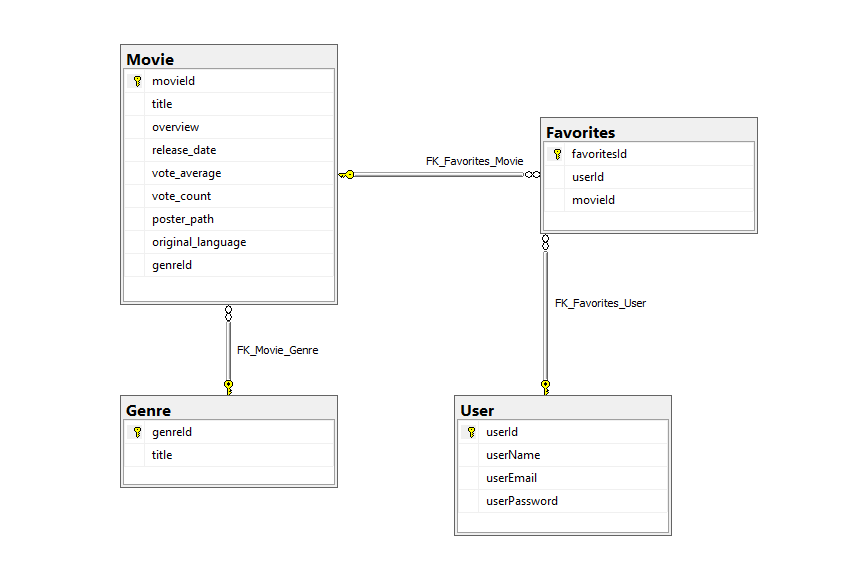 Movie
movieId
title
overview
release_date
vote_average
vote_count
poster_path
original_language
genreId
FK_Favorites_Movie
Favorites
favoritesId
userId
movieId
FK_Movie_Genre
FK_Favorites_User
Genre
genreId
title
User
userId
userName
userEmail
userPassword